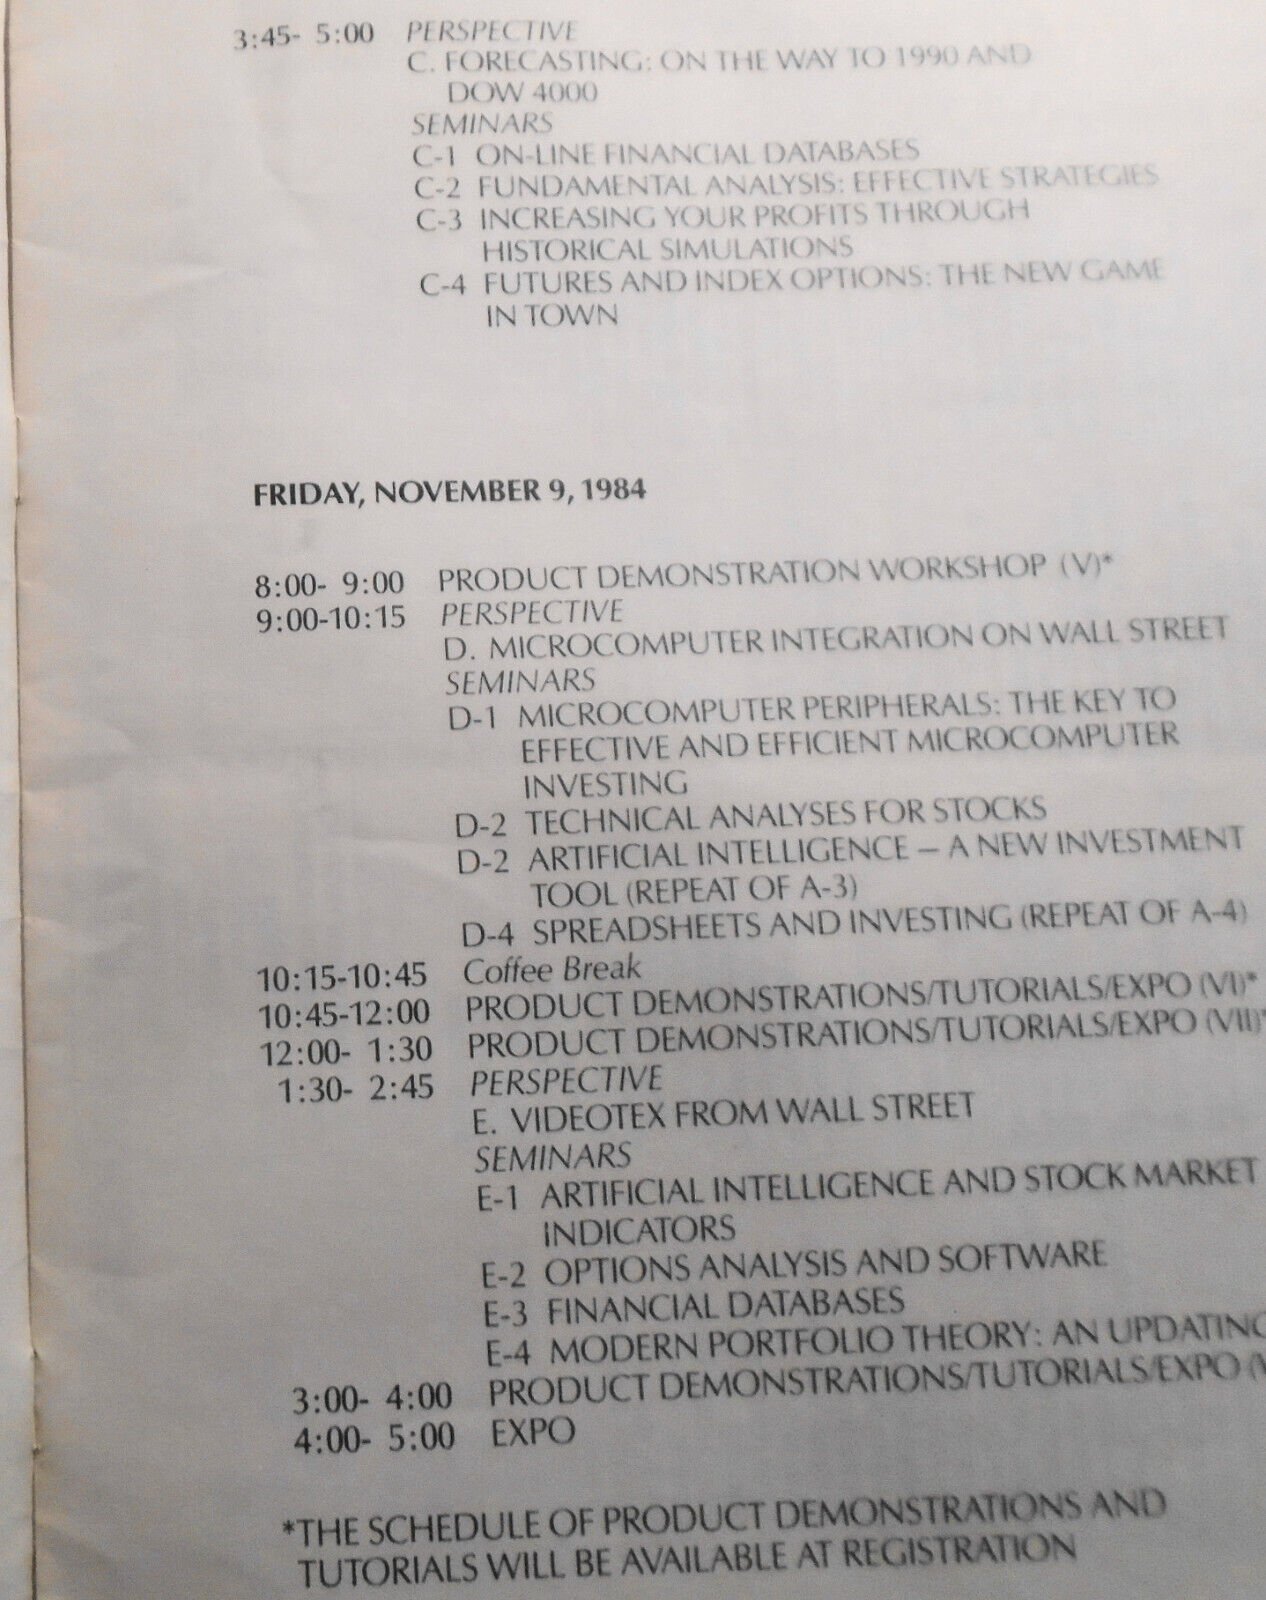 3:45- 5:00 PERSPECTIVE
C. FORECASTING: ON THE WAY TO 1990 AND
DOW 4000
SEMINARS
C-1 ON-LINE FINANCIAL DATABASES
C-2 FUNDAMENTAL ANALYSIS: EFFECTIVE STRATEGIES
C-3 INCREASING YOUR PROFITS THROUGH
HISTORICAL SIMULATIONS
C-4 FUTURES AND INDEX OPTIONS: THE NEW GAME
IN TOWN
FRIDAY, NOVEMBER 9, 1984
8:00- 9:00 PRODUCT DEMONSTRATION WORKSHOP (V)*
9:00-10:15 PERSPECTIVE
D. MICROCOMPUTER INTEGRATION ON WALL STREET
SEMINARS
D-1 MICROCOMPUTER PERIPHERALS: THE KEY TO
EFFECTIVE AND EFFICIENT MICROCOMPUTER
INVESTING
D-2 TECHNICAL ANALYSES FOR STOCKS
D-2 ARTIFICIAL INTELLIGENCE – A NEW INVESTMENT
TOOL (REPEAT OF A-3)
D-4 SPREADSHEETS AND INVESTING (REPEAT OF A-4)
10:15-10:45 Coffee Break
10:45-12:00 PRODUCT DEMONSTRATIONS/TUTORIALS/EXPO (VI)*
12:00- 1:30 PRODUCT DEMONSTRATIONS/TUTORIALS/EXPO (VII)*
1:30- 2:45 PERSPECTIVE
E. VIDEOTEX FROM WALL STREET
SEMINARS
E-1 ARTIFICIAL INTELLIGENCE AND STOCK MARKET
INDICATORS
E-2 OPTIONS ANALYSIS AND SOFTWARE
E-3 FINANCIAL DATABASES
E-4 MODERN PORTFOLIO THEORY: AN UPDATING
3:00- 4:00 PRODUCT DEMONSTRATIONS/TUTORIALS/EXPO
4:00- 5:00 EXPO
*THE SCHEDULE OF PRODUCT DEMONSTRATIONS AND
TUTORIALS WILL BE AVAILABLE AT REGISTRATION